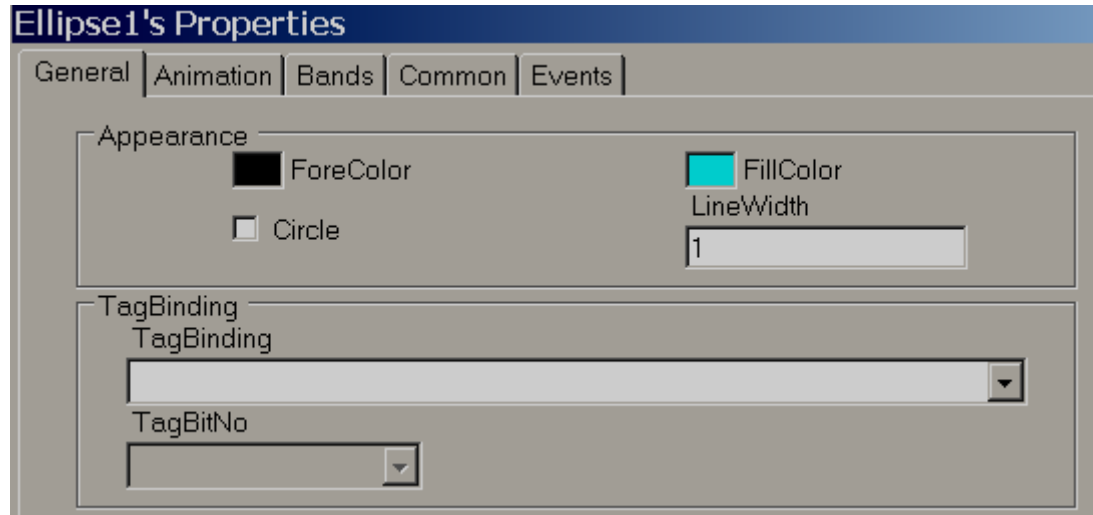 Ellipse1's Properties
General Animation Bands Common Events
Appearance
ForeColor FillColor
LineWidth
Circle
1
TagBinding
TagBinding
TagBitNo